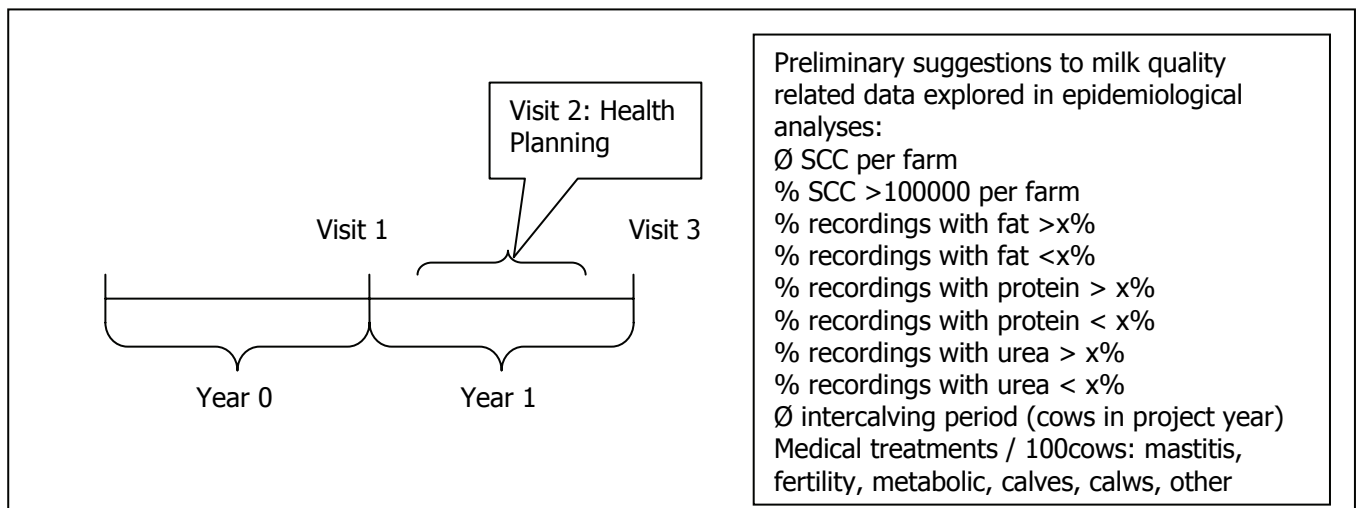 Visit 2: Health
Planning
Visit 1
Visit 3
Year 0
Year 1
Preliminary suggestions to milk quality
related data explored in epidemiological
analyses:
Ø SCC per farm
% SCC >100000 per farm
% recordings with fat >x%
% recordings with fat <x%
% recordings with protein > x%
% recordings with protein < x%
% recordings with urea > x%
% recordings with urea < x%
Ø intercalving period (cows in project year)
Medical treatments / 100cows: mastitis,
fertility, metabolic, calves, calws, other